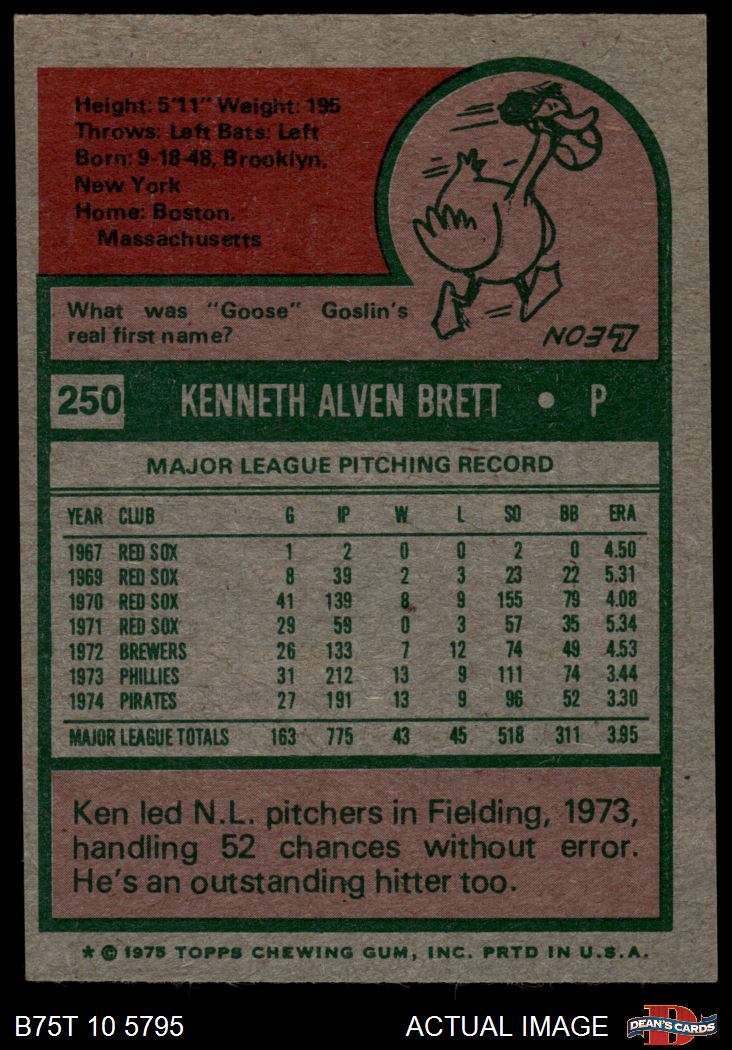 Height: 5'11" Weight: 195
Throws: Left Bats: Left
Born: 9-18-48, Brooklyn,
New York
Home: Boston,
Massachusetts
What was "Goose" Goslin's
real first name?
LEON
250 KENNETH ALVEN BRETT • P
MAJOR LEAGUE PITCHING RECORD
YEAR CLUB G IP W L SO BB ERA
1967 RED SOX 1 2 0 0 2 0 4.50
1969 RED SOX 8 39 2 3 23 22 5.31
1970 RED SOX 41 139 8 9 155 79 4.08
1971 RED SOX 29 59 0 3 57 35 5.34
1972 BREWERS 26 133 7 12 74 49 4.53
1973 PHILLIES 31 212 13 9 111 74 3.44
1974 PIRATES 27 191 13 9 96 52 3.30
MAJOR LEAGUE TOTALS 163 775 43 45 518 311 3.95
Ken led N.L. pitchers in Fielding, 1973,
handling 52 chances without error.
He's an outstanding hitter too.
* © 1975 TOPPS CHEWING GUM, INC. PRTD IN U.S.A.
B75T 10 5795 ACTUAL IMAGE D DEAN'S CARDS